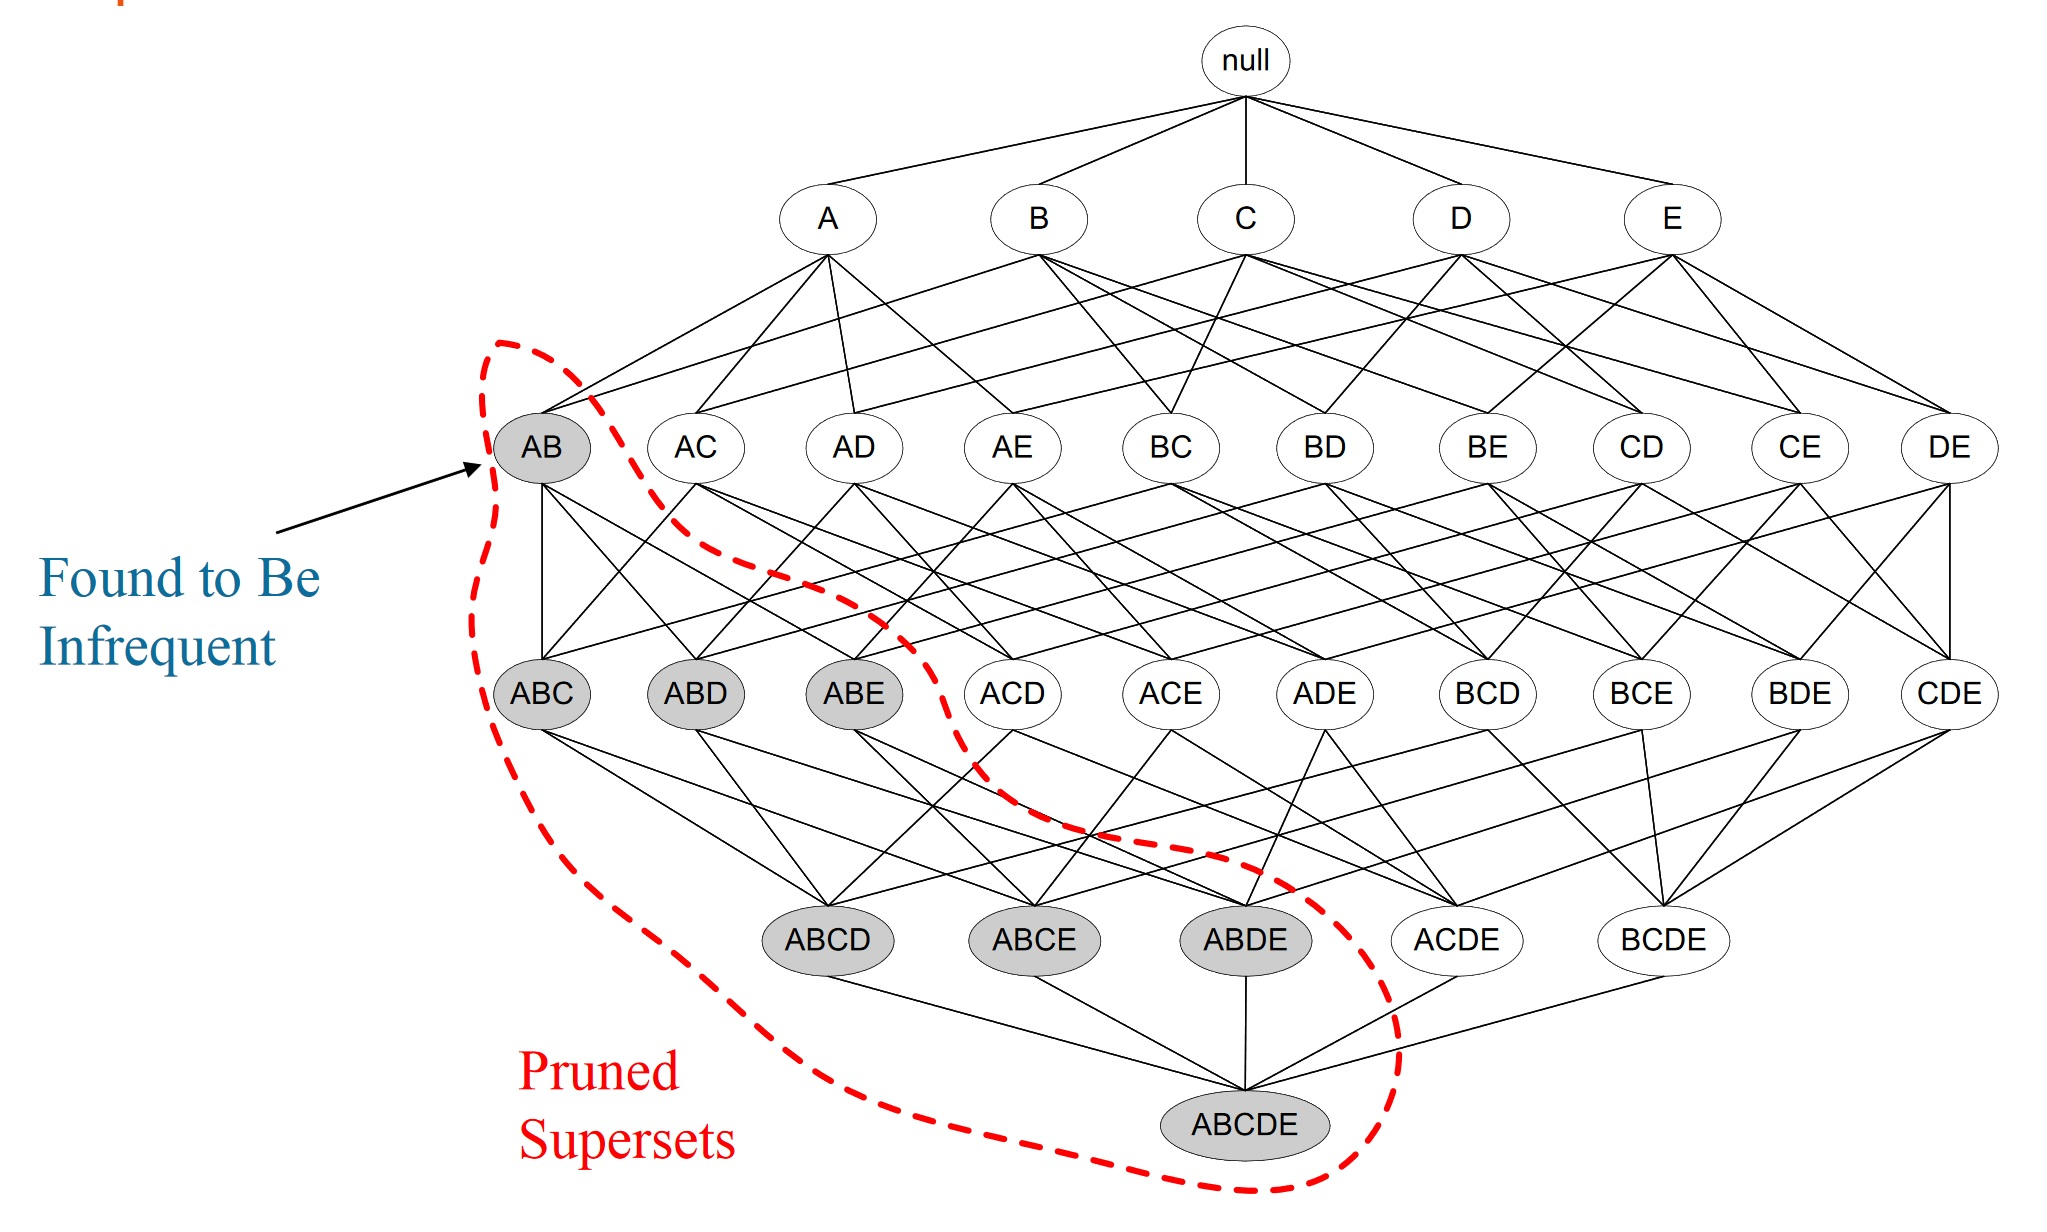 null
A B C D E
AB AC AD AE BC BD BE CD CE DE
Found to Be
Infrequent
ABC ABD ABE ACD ACE ADE BCD BCE BDE CDE
ABCD ABCE ABDE ACDE BCDE
Pruned
Supersets
ABCDE